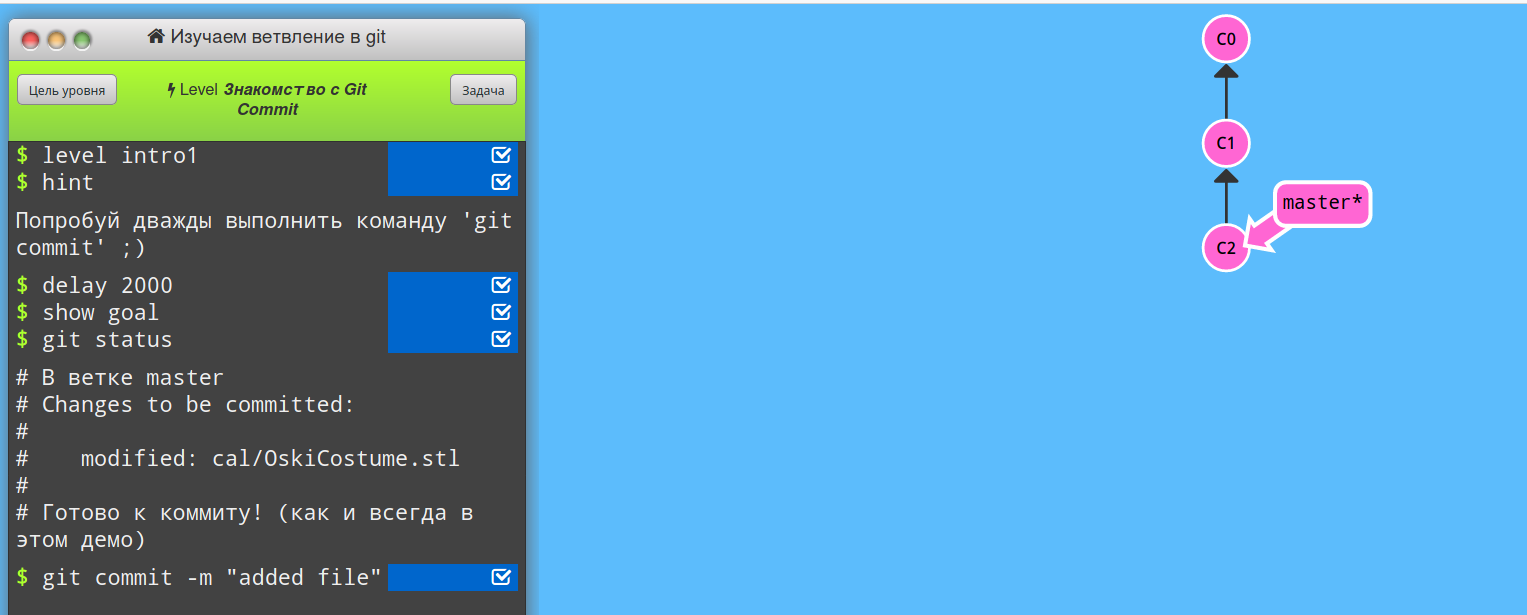 Изучаем ветвление в git
Цель уровня
Level Знакомство с Git
Commit
Задача
$ level intro1
$ hint
Попробуй дважды выполнить команду 'git
commit' ;)
$ delay 2000
$ show goal
$ git status
# В ветке master
# Changes to be committed:
#
#    modified: cal/OskiCostume.stl
#
# Готово к коммиту! (как и всегда в
этом демо)
$ git commit -m "added file"
C0
C1
master*
C2